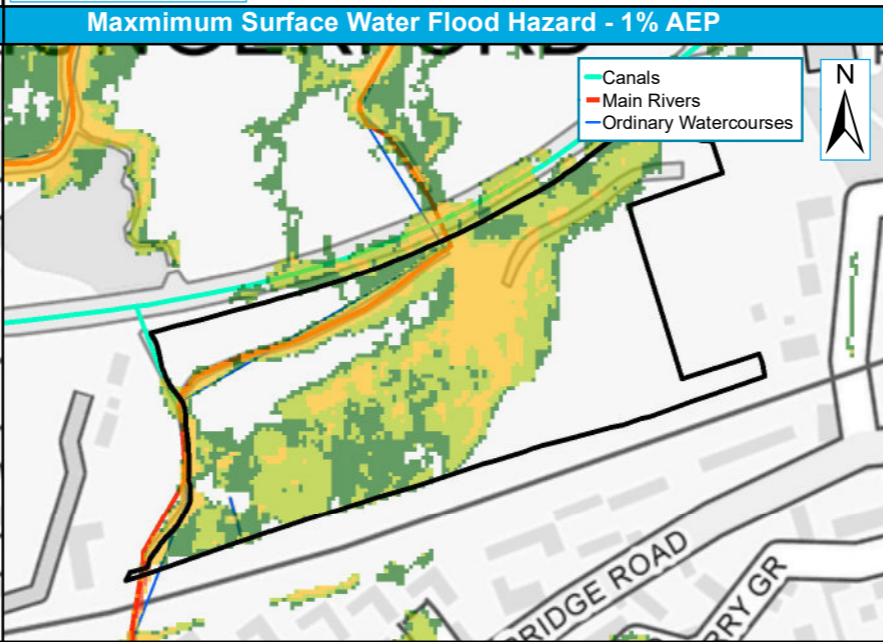 Maxmimum Surface Water Flood Hazard - 1% AEP
Canals
Main Rivers
Ordinary Watercourses
N
BRIDGE ROAD
RRY GR